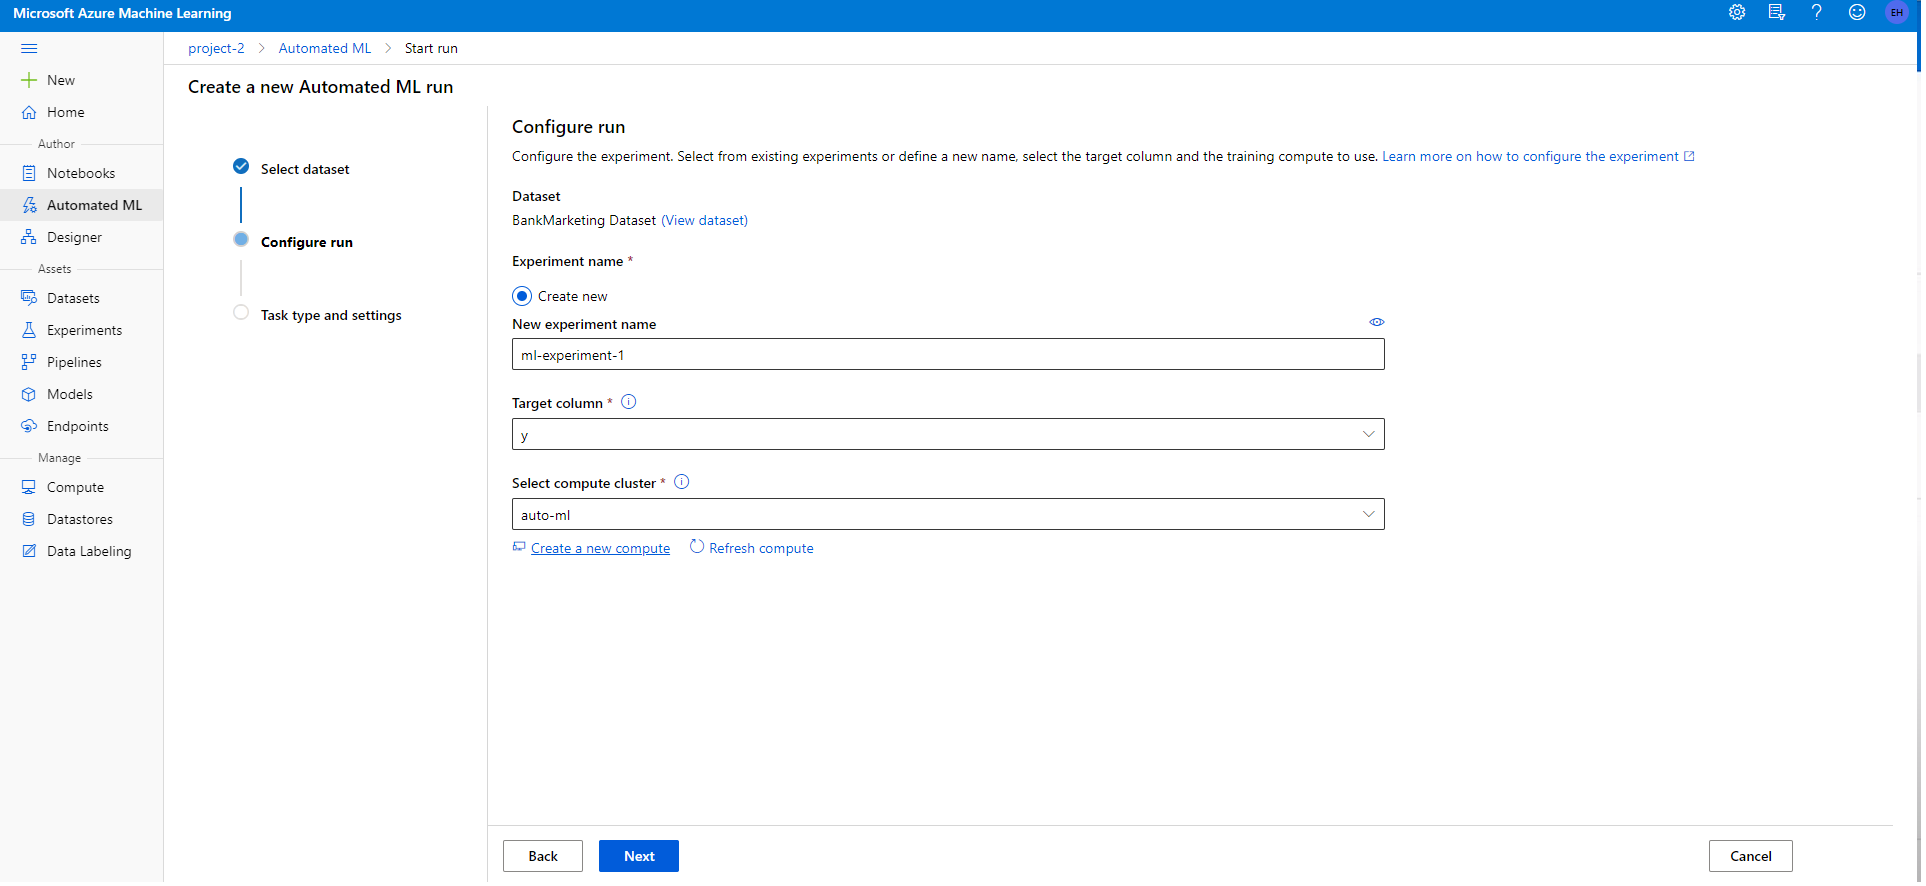 Microsoft Azure Machine Learning
EH
project-2 > Automated ML > Start run
New
Home
Author
Notebooks
Automated ML
Designer
Assets
Datasets
Experiments
Pipelines
Models
Endpoints
Manage
Compute
Datastores
Data Labeling
Create a new Automated ML run
Select dataset
Configure run
Task type and settings
Configure run
Configure the experiment. Select from existing experiments or define a new name, select the target column and the training compute to use. Learn more on how to configure the experiment
Dataset
BankMarketing Dataset (View dataset)
Experiment name *
Create new
New experiment name
ml-experiment-1
Target column *
y
Select compute cluster *
auto-ml
Create a new compute Refresh compute
Back Next Cancel